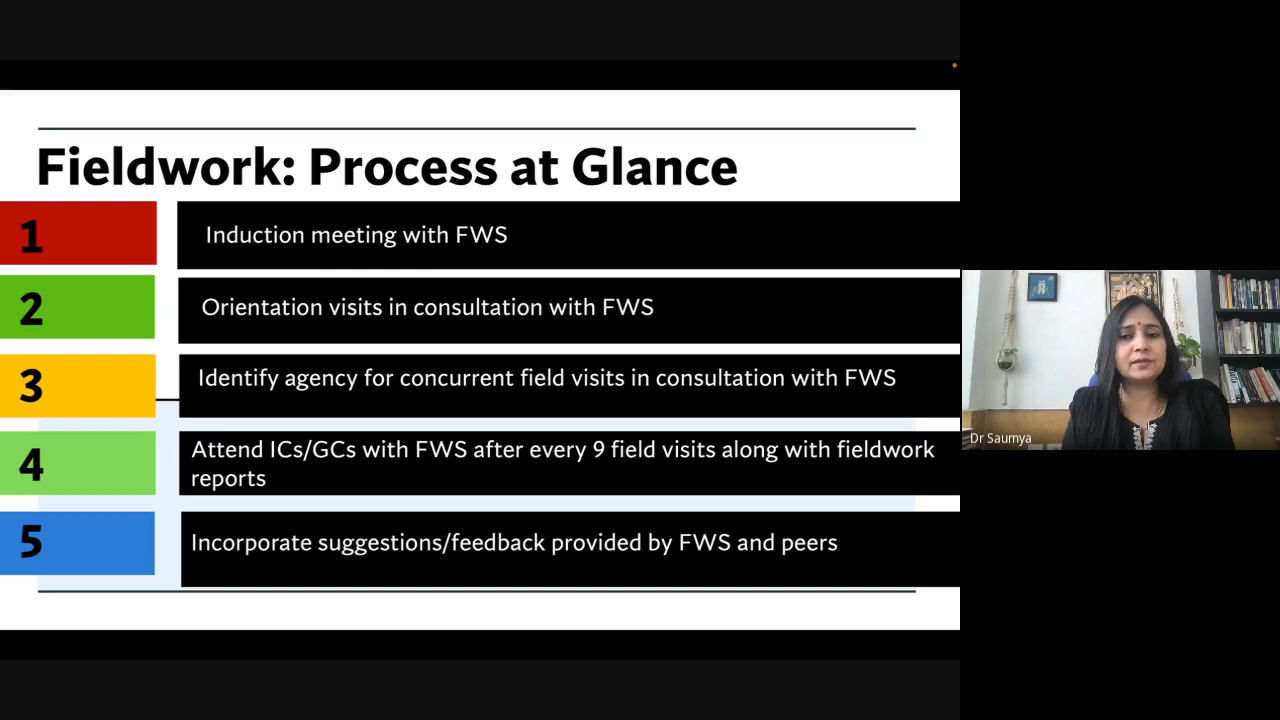 Fieldwork: Process at Glance
1
Induction meeting with FWS
2
Orientation visits in consultation with FWS
3
Identify agency for concurrent field visits in consultation with FWS
4
Attend ICs/GCs with FWS after every 9 field visits along with fieldwork
reports
5
Incorporate suggestions/feedback provided by FWS and peers
Dr Saumya